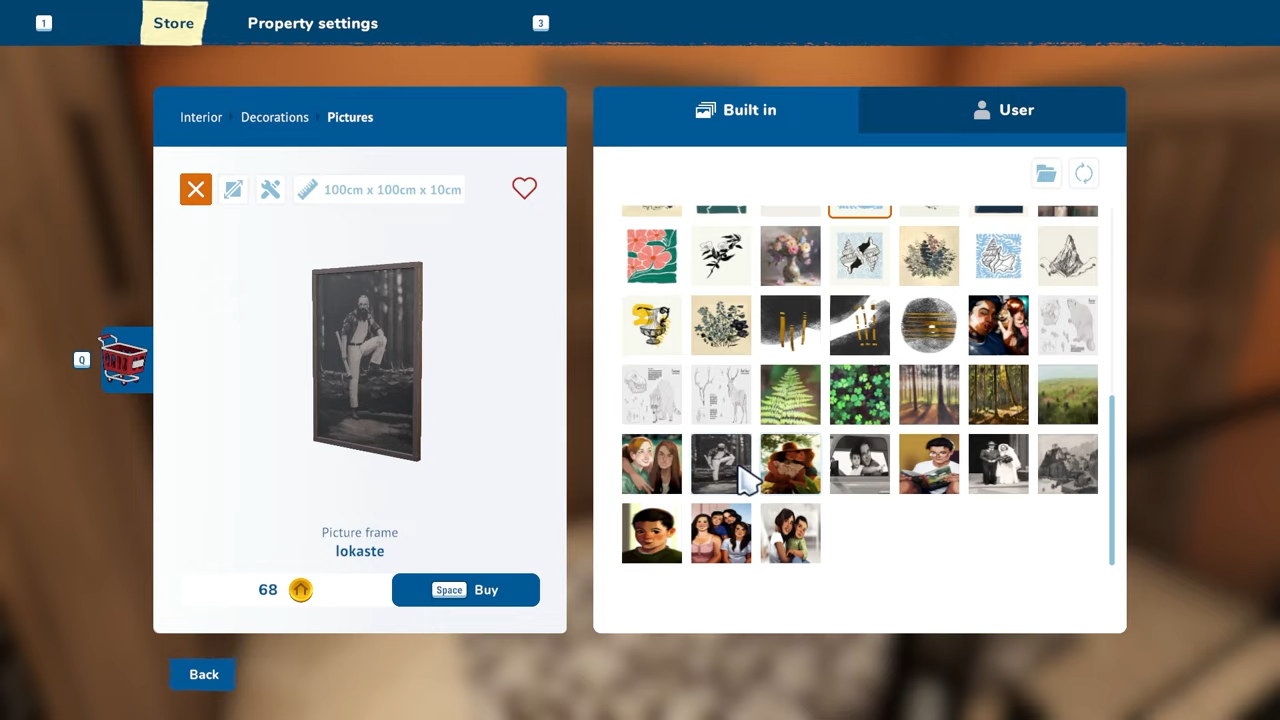 1
Store
Property settings
3
Interior
Decorations
Pictures
Built in
User
100cm x 100cm x 10cm
Q
Picture frame
lokaste
68
Space
Buy
Back